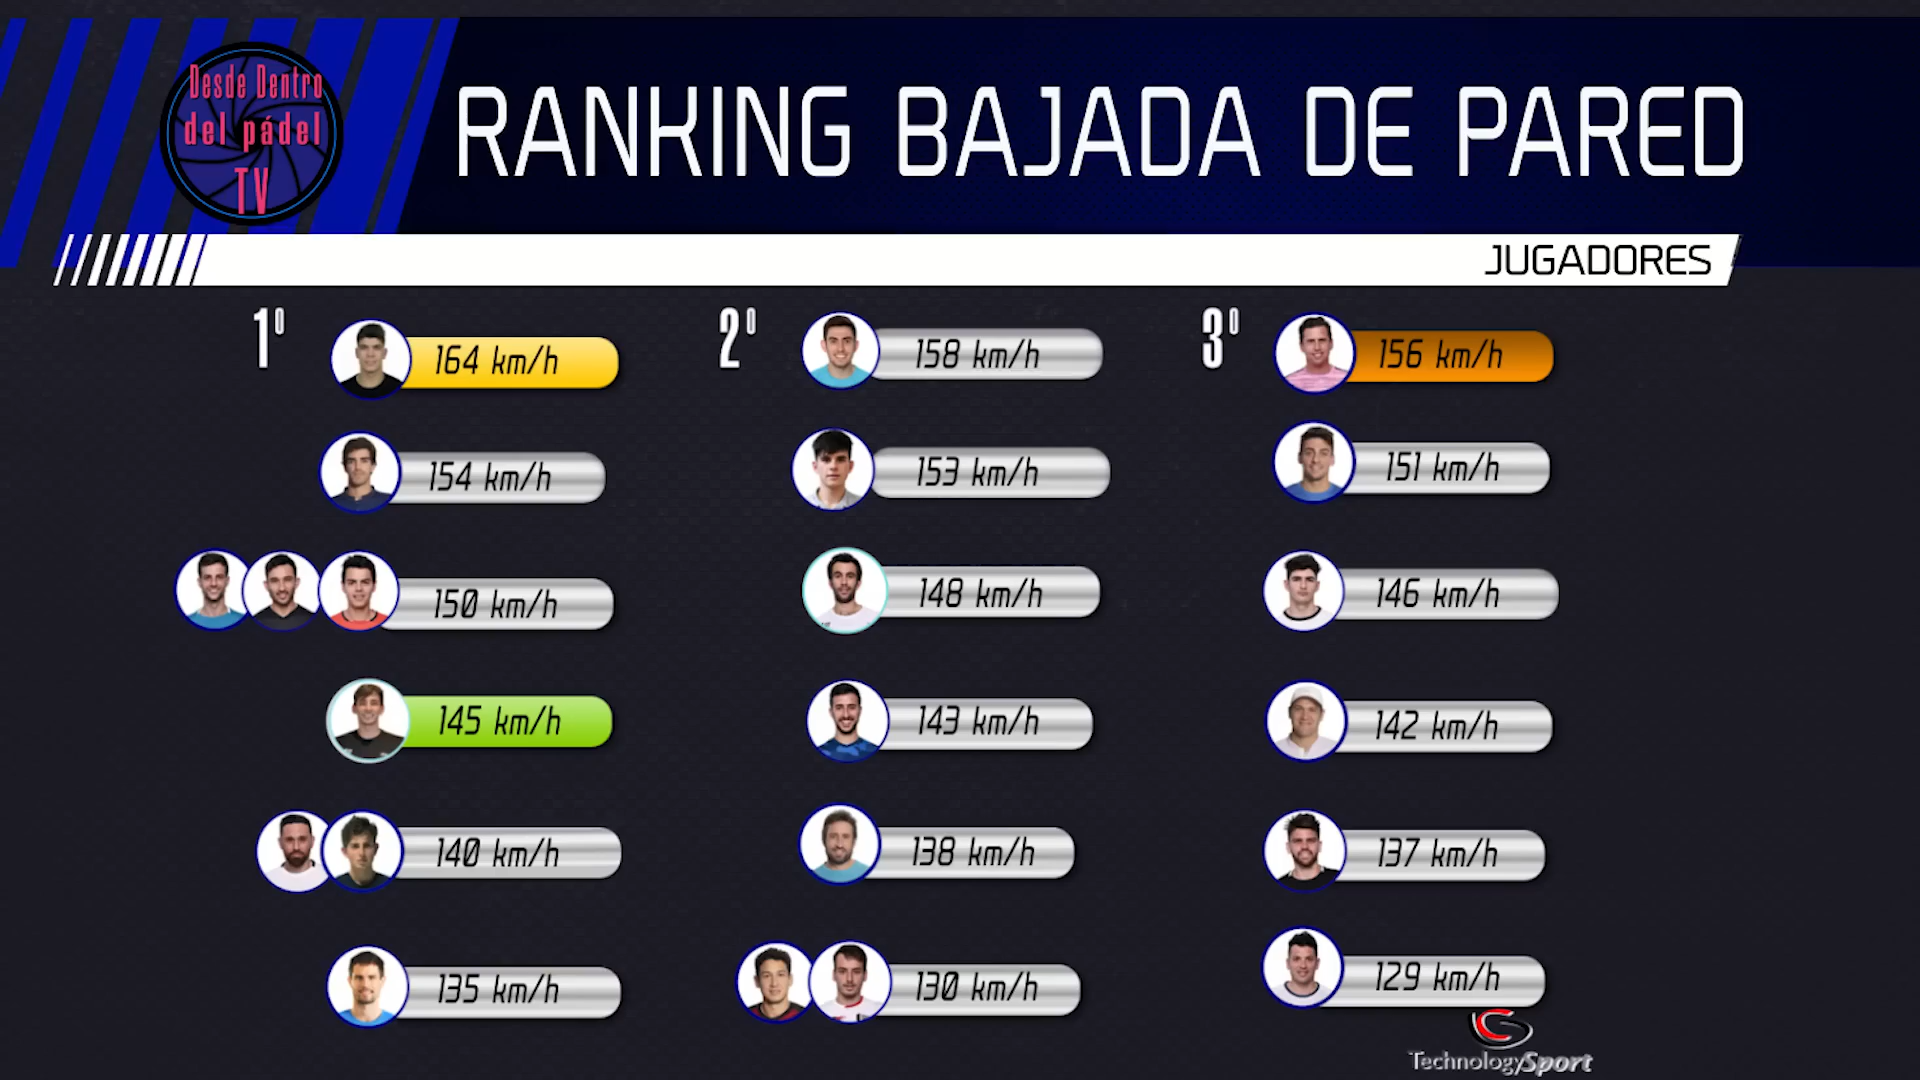 Desde Dentro
del pádel
TV
RANKING BAJADA DE PARED
JUGADORES
1º 164 km/h 2º 158 km/h 3º 156 km/h
154 km/h 153 km/h 151 km/h
150 km/h 148 km/h 146 km/h
145 km/h 143 km/h 142 km/h
140 km/h 138 km/h 137 km/h
135 km/h 130 km/h 129 km/h
TechnologySport